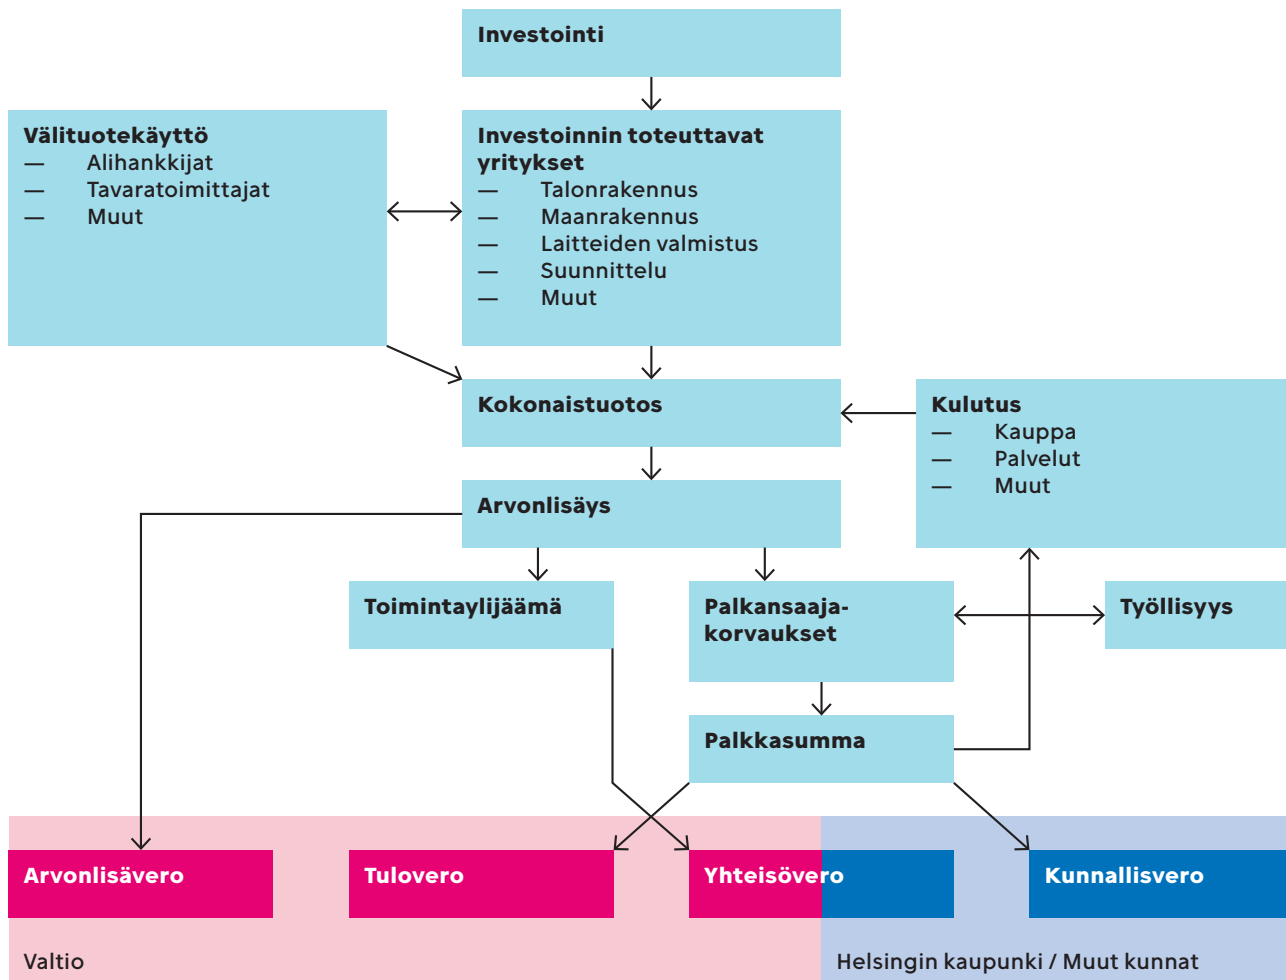 Investointi
Välituotekäyttö
— Alihankkijat
— Tavaratoimittajat
— Muut
Investoinnin toteuttavat
yritykset
— Talonrakennus
— Maanrakennus
— Laitteiden valmistus
— Suunnittelu
— Muut
Kokonaistuotos
Kulutus
— Kauppa
— Palvelut
— Muut
Arvonlisäys
Toimintaylijäämä
Palkansaaja-
korvaukset
Työllisyys
Palkkasumma
Arvonlisävero
Tulovero
Yhteisövero
Kunnallisvero
Valtio
Helsingin kaupunki / Muut kunnat